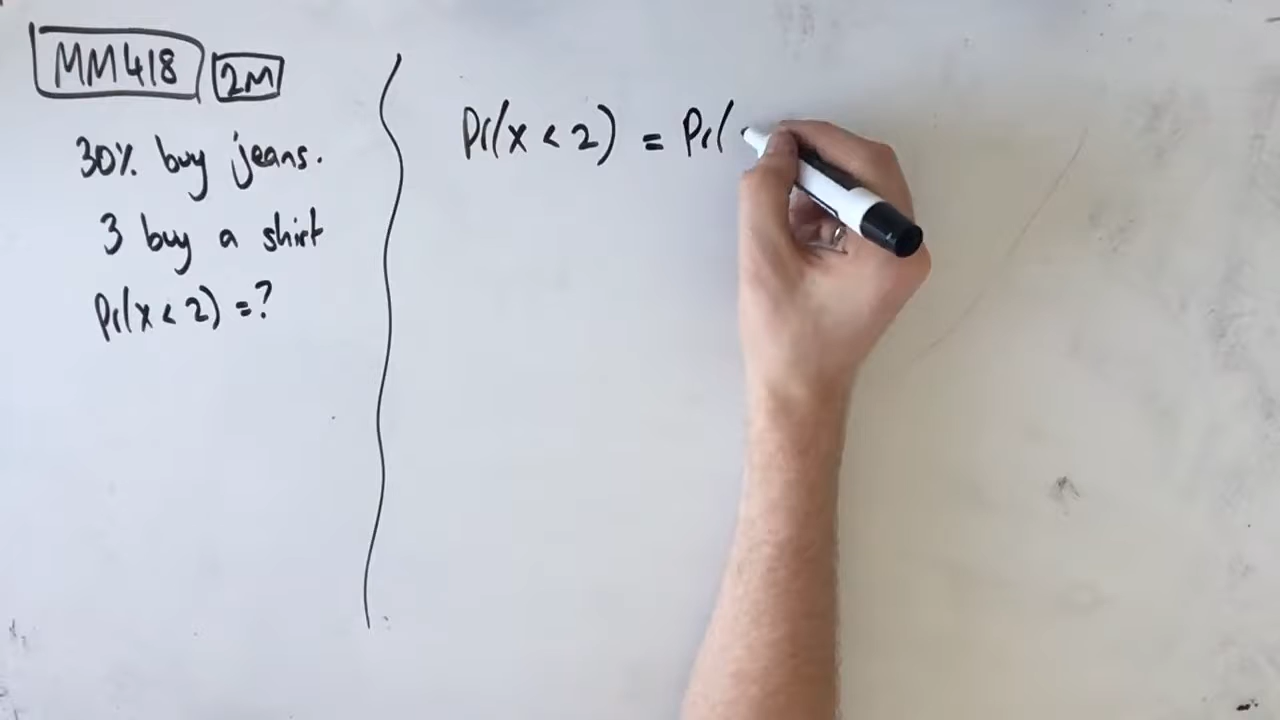 MM418 2M
30% buy jeans.
3 buy a shirt
Pr(x < 2) = ?
Pr(x < 2) = Pr(